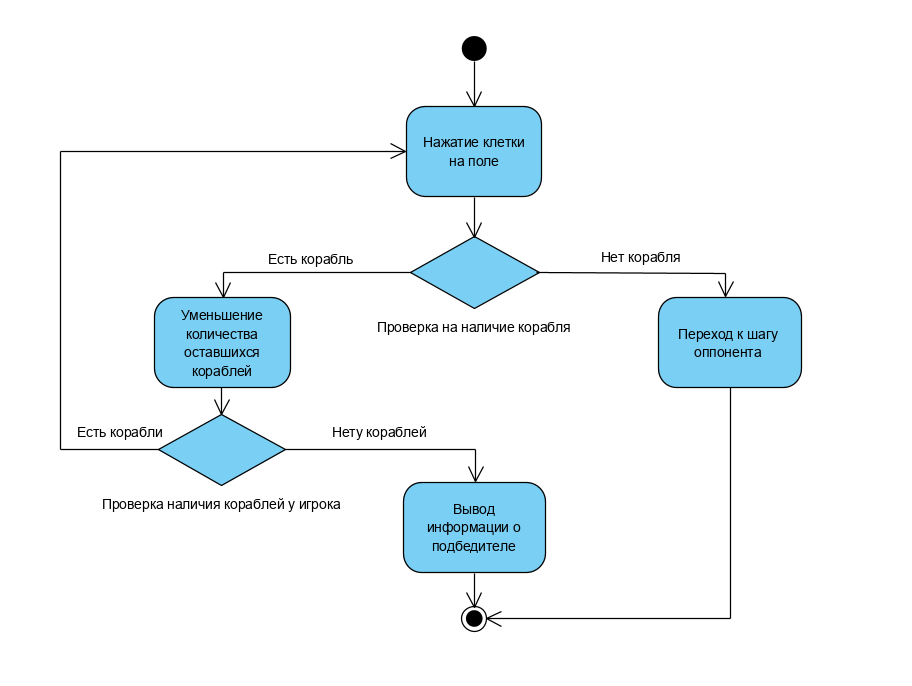 Нажатие клетки
на поле
Есть корабль
Нет корабля
Проверка на наличие корабля
Уменьшение
количества
оставшихся
кораблей
Переход к шагу
оппонента
Есть корабли
Нету кораблей
Проверка наличия кораблей у игрока
Вывод
информации о
подбедителе